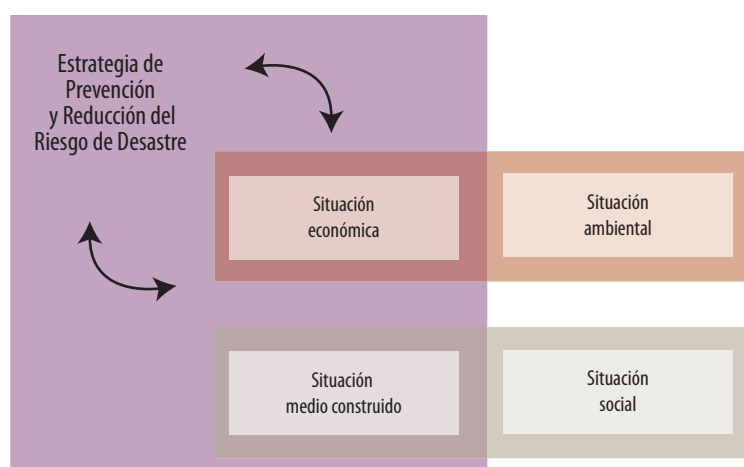 Estrategia de
Prevención
y Reducción del
Riesgo de Desastre
Situación
económica
Situación
ambiental
Situación
medio construido
Situación
social